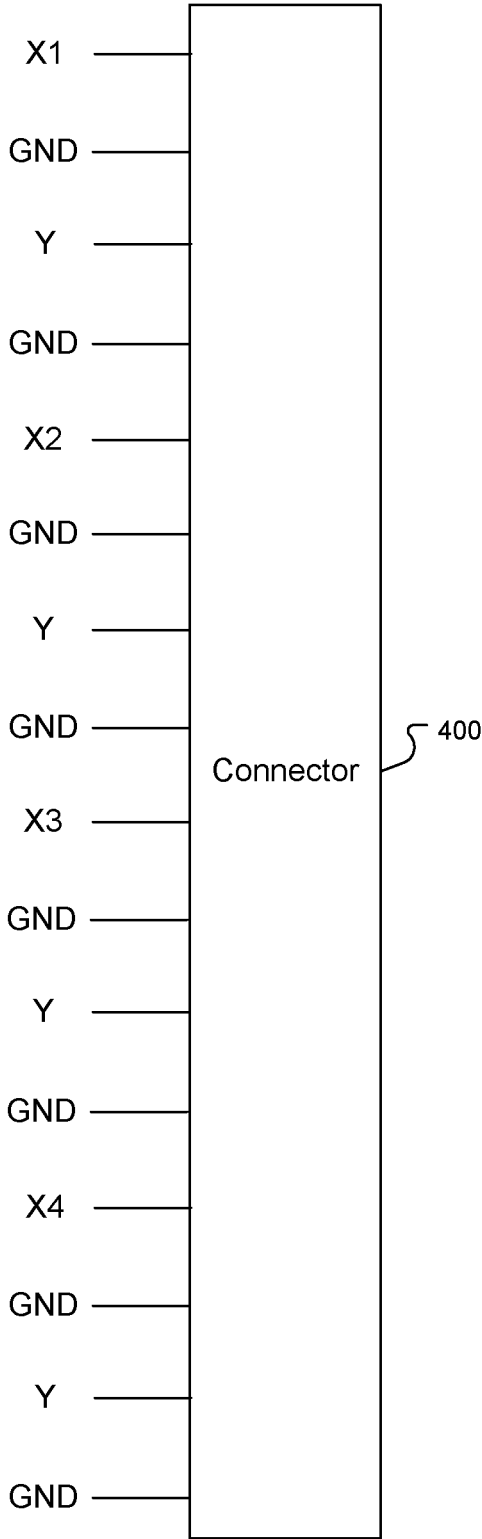 X1
GND
Y
GND
X2
GND
Y
GND
Connector
400
X3
GND
Y
GND
X4
GND
Y
GND